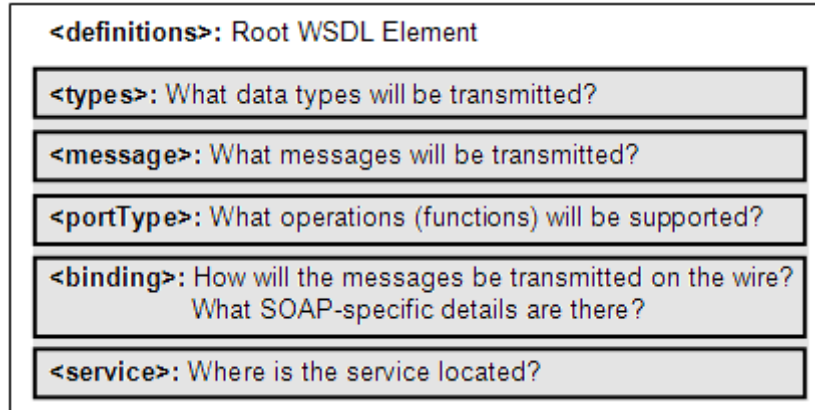 <definitions>: Root WSDL Element
<types>: What data types will be transmitted?
<message>: What messages will be transmitted?
<portType>: What operations (functions) will be supported?
<binding>: How will the messages be transmitted on the wire?
What SOAP-specific details are there?
<service>: Where is the service located?